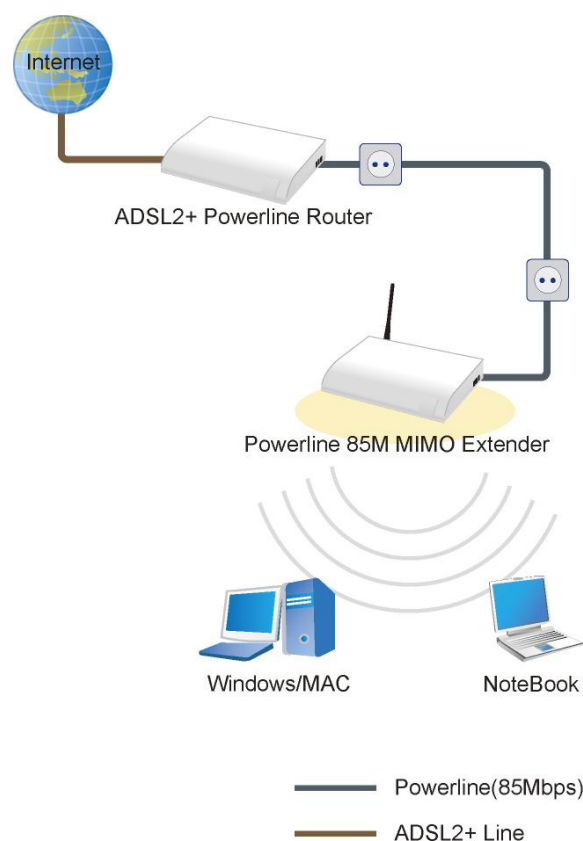 Internet
ADSL2+ Powerline Router
Powerline 85M MIMO Extender
Windows/MAC
NoteBook
Powerline(85Mbps)
ADSL2+ Line